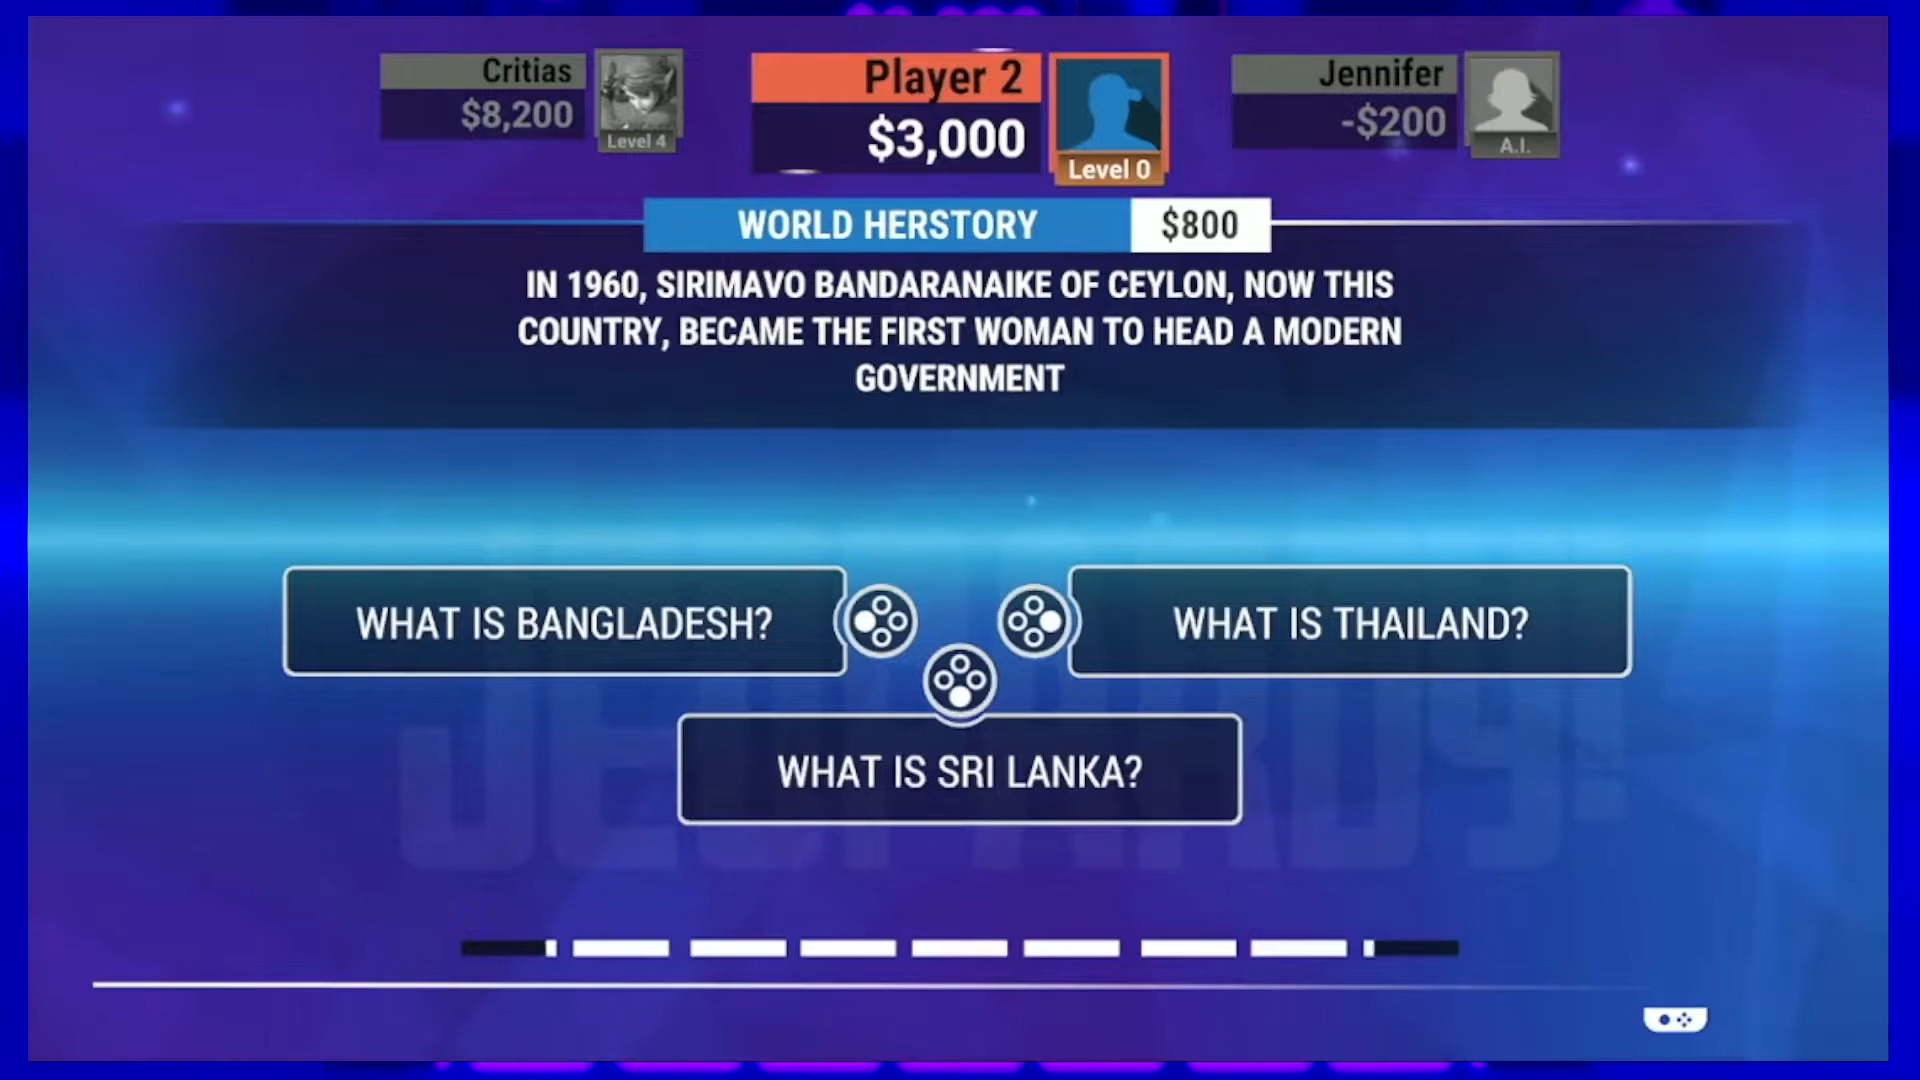 Critias
$8,200
Level 4
Player 2
$3,000
Level 0
Jennifer
-$200
A.I.
WORLD HERSTORY $800
IN 1960, SIRIMAVO BANDARANAIKE OF CEYLON, NOW THIS
COUNTRY, BECAME THE FIRST WOMAN TO HEAD A MODERN
GOVERNMENT
WHAT IS BANGLADESH?
WHAT IS THAILAND?
WHAT IS SRI LANKA?
JEOPARDY!